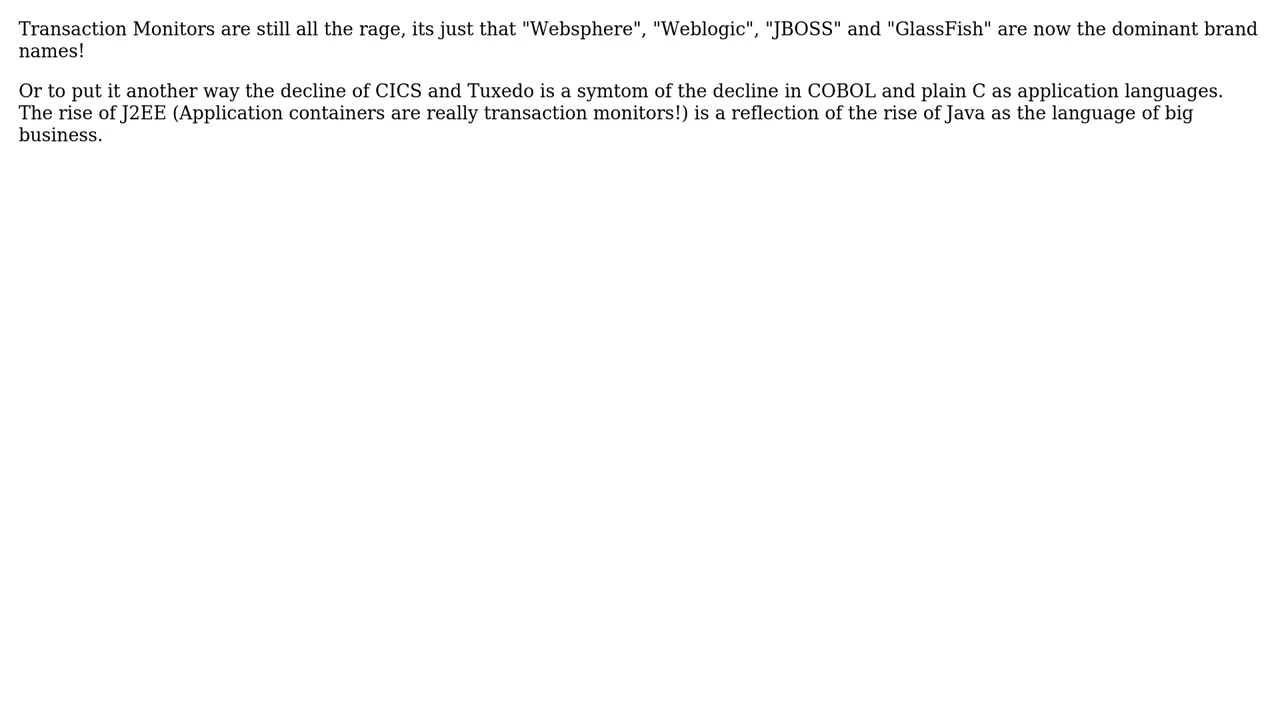 Transaction Monitors are still all the rage, its just that "Websphere", "Weblogic", "JBOSS" and "GlassFish" are now the dominant brand
names!
Or to put it another way the decline of CICS and Tuxedo is a symtom of the decline in COBOL and plain C as application languages.
The rise of J2EE (Application containers are really transaction monitors!) is a reflection of the rise of Java as the language of big
business.